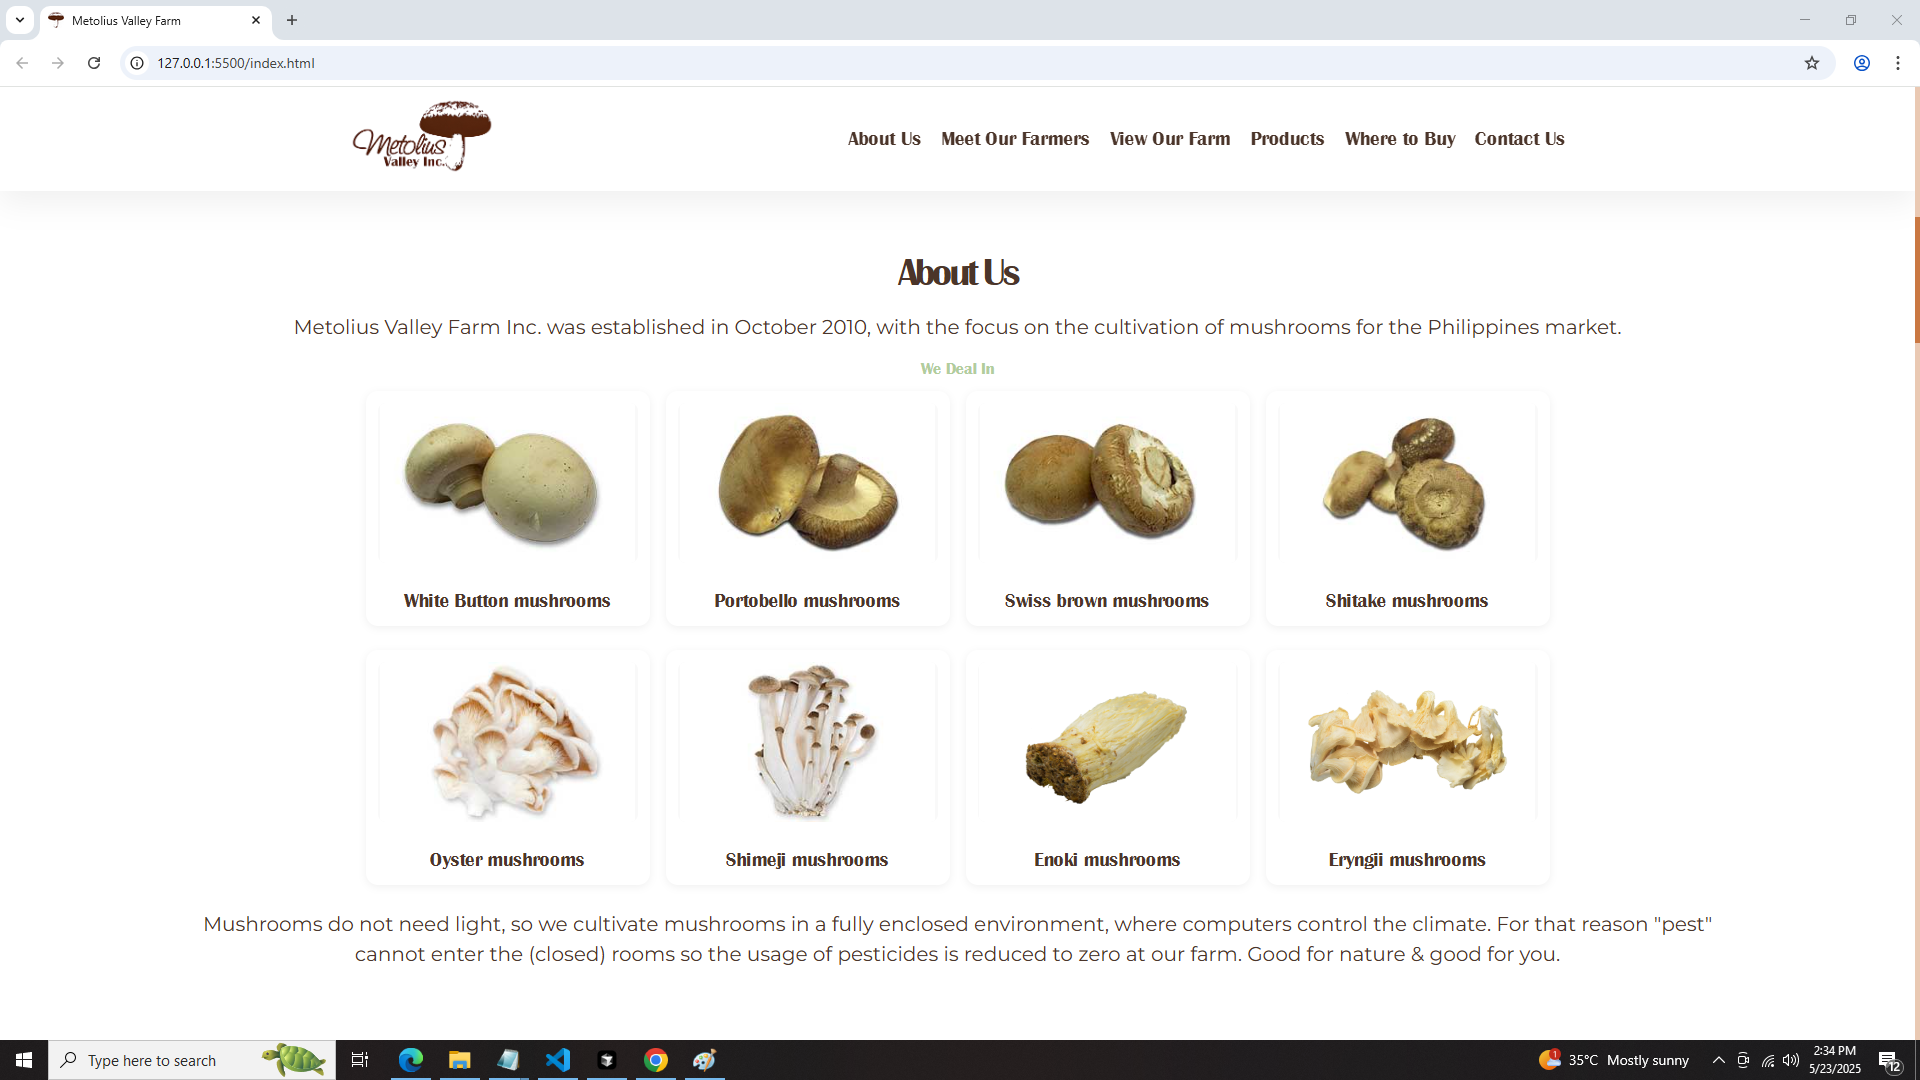 Metolius Valley Farm
127.0.0.1:5500/index.html
Metolius
Valley Inc.
About Us Meet Our Farmers View Our Farm Products Where to Buy Contact Us
About Us
Metolius Valley Farm Inc. was established in October 2010, with the focus on the cultivation of mushrooms for the Philippines market.
We Deal In
White Button mushrooms Portobello mushrooms Swiss brown mushrooms Shitake mushrooms
Oyster mushrooms Shimeji mushrooms Enoki mushrooms Eryngii mushrooms
Mushrooms do not need light, so we cultivate mushrooms in a fully enclosed environment, where computers control the climate. For that reason "pest"
cannot enter the (closed) rooms so the usage of pesticides is reduced to zero at our farm. Good for nature & good for you.
Type here to search
1
35°C Mostly sunny
2:34 PM
5/23/2025
12